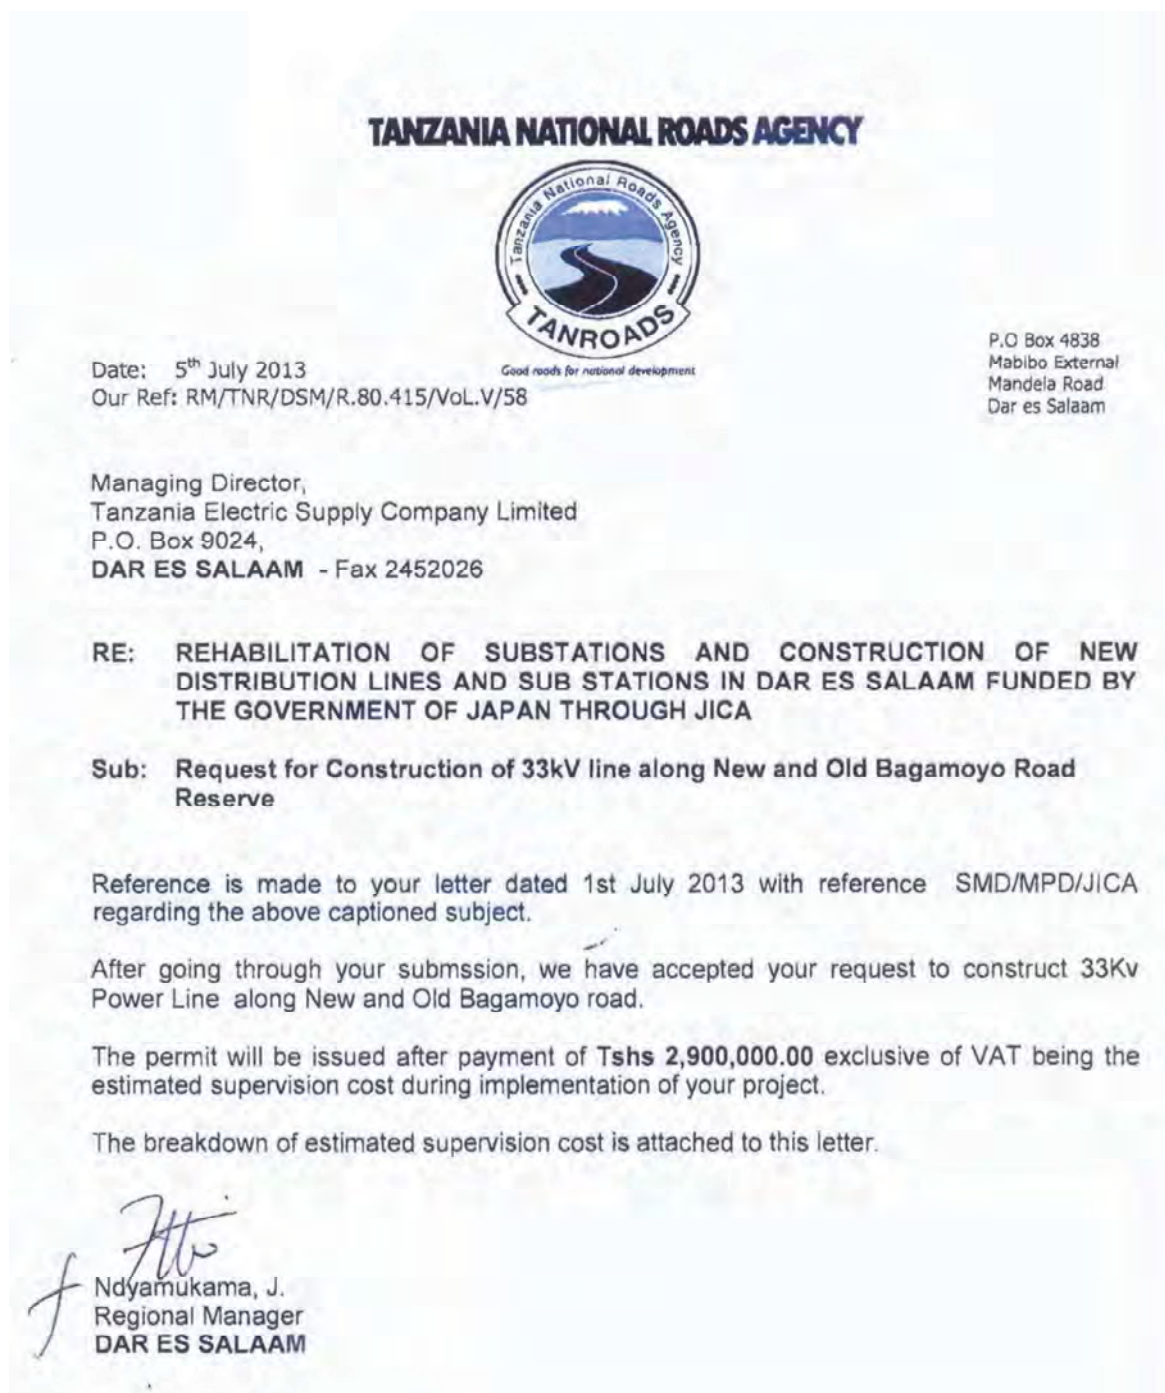 TANZANIA NATIONAL ROADS AGENCY
Tanzania National Roads Agency
TANROADS
Good roads for national development
P.O Box 4838
Mabibo External
Mandela Road
Dar es Salaam
Date: 5th July 2013
Our Ref: RM/TNR/DSM/R.80.415/VoL.V/58
Managing Director,
Tanzania Electric Supply Company Limited
P.O. Box 9024,
DAR ES SALAAM - Fax 2452026
RE: REHABILITATION OF SUBSTATIONS AND CONSTRUCTION OF NEW
DISTRIBUTION LINES AND SUB STATIONS IN DAR ES SALAAM FUNDED BY
THE GOVERNMENT OF JAPAN THROUGH JICA
Sub: Request for Construction of 33kV line along New and Old Bagamoyo Road
Reserve
Reference is made to your letter dated 1st July 2013 with reference SMD/MPD/JICA
regarding the above captioned subject.
After going through your submssion, we have accepted your request to construct 33Kv
Power Line along New and Old Bagamoyo road.
The permit will be issued after payment of Tshs 2,900,000.00 exclusive of VAT being the
estimated supervision cost during implementation of your project.
The breakdown of estimated supervision cost is attached to this letter.
Ndyamukama, J.
Regional Manager
DAR ES SALAAM